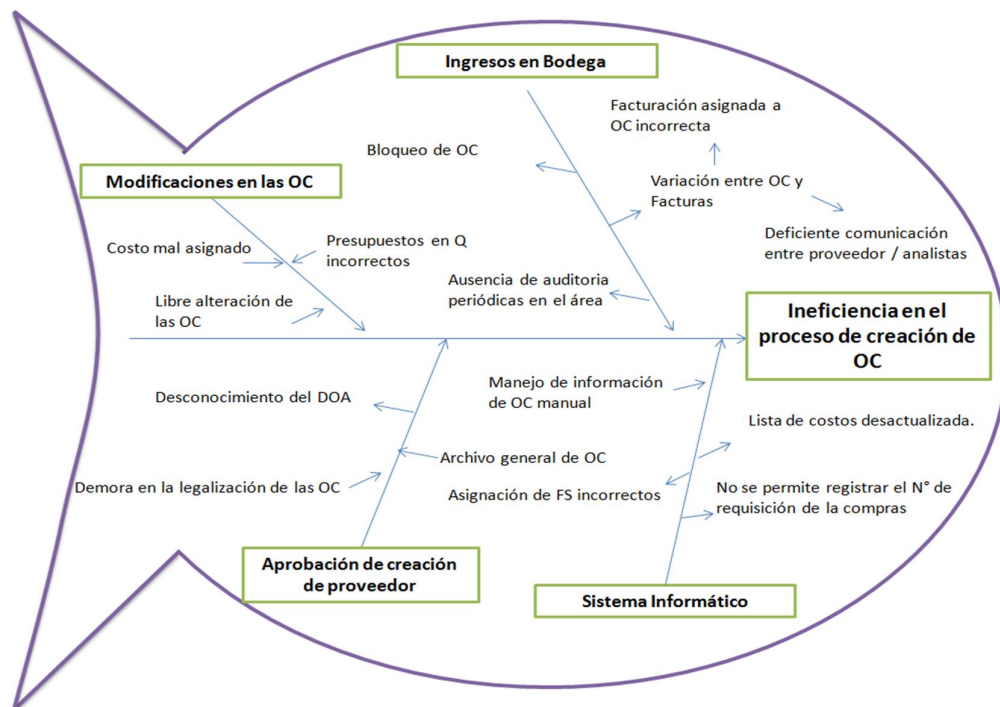 Ingresos en Bodega
Facturación asignada a
OC incorrecta
Bloqueo de OC
Modificaciones en las OC
Variación entre OC y
Facturas
Costo mal asignado
Presupuestos en Q
incorrectos
Deficiente comunicación
entre proveedor / analistas
Libre alteración de
las OC
Ausencia de auditoria
periódicas en el área
Ineficiencia en el
proceso de creación de
OC
Desconocimiento del DOA
Manejo de información
de OC manual
Lista de costos desactualizada.
Archivo general de OC
Demora en la legalización de las OC
Asignación de FS incorrectos
No se permite registrar el N° de
requisición de la compras
Aprobación de creación
de proveedor
Sistema Informático